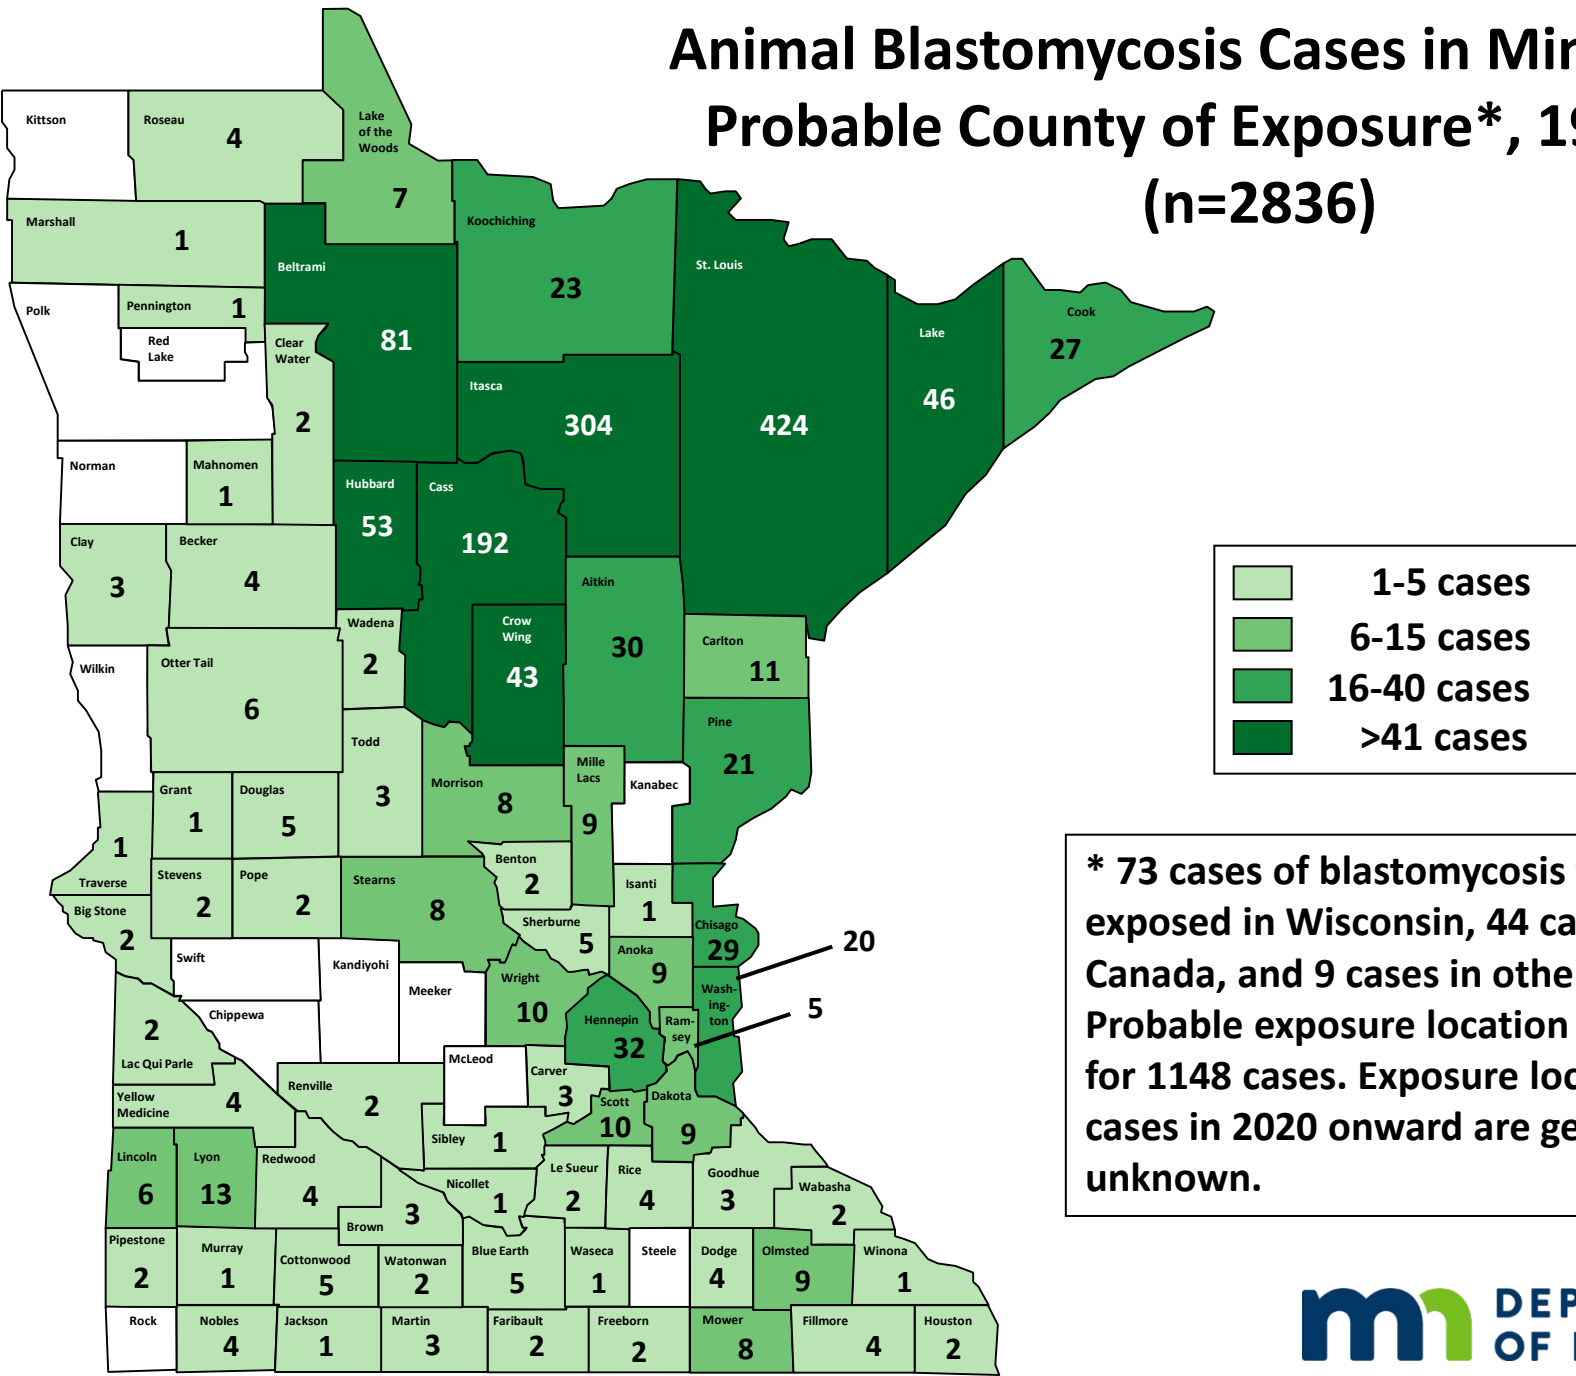 Animal Blastomycosis Cases in
Probable County of Exposure*,
(n=2836)
Kittson
Roseau
4
Lake
of the
Woods
7
Marshall
1
Koochiching
23
Beltrami
81
St. Louis
424
Polk
Pennington
1
Red
Lake
Clear
Water
2
Lake
46
Cook
27
Itasca
304
Norman
Mahnomen
1
Hubbard
53
Cass
192
Clay
3
Becker
4
Aitkin
30
Wadena
2
Crow
Wing
43
Carlton
11
Wilkin
Otter Tail
6
Pine
21
Todd
3
Morrison
8
Mille
Lacs
9
Kanabec
Grant
1
Douglas
5
1
Traverse
Stevens
2
Pope
2
Stearns
8
Benton
2
Isanti
1
Big Stone
2
Sherburne
5
Chisago
29
Anoka
9
20
Swift
Kandiyohi
Meeker
Wright
10
Wash-
ing-
ton
5
Chippewa
Hennepin
32
Ram-
sey
2
Lac Qui Parle
McLeod
Carver
3
Renville
2
Yellow
Medicine
4
Scott
10
Dakota
9
Sibley
1
Lincoln
6
Lyon
13
Redwood
4
Brown
3
Nicollet
1
Le Sueur
2
Rice
4
Goodhue
3
Wabasha
2
Pipestone
2
Murray
1
Cottonwood
5
Watonwan
2
Blue Earth
5
Waseca
1
Steele
Dodge
4
Olmsted
9
Winona
1
Rock
Nobles
4
Jackson
1
Martin
3
Faribault
2
Freeborn
2
Mower
8
Fillmore
4
Houston
2
1-5 cases
6-15 cases
16-40 cases
>41 cases
* 73 cases of blastomycosis
exposed in Wisconsin, 44
Canada, and 9 cases in othe
Probable exposure location
for 1148 cases. Exposure
cases in 2020 onward are
unknown.
mn
DEP
OF